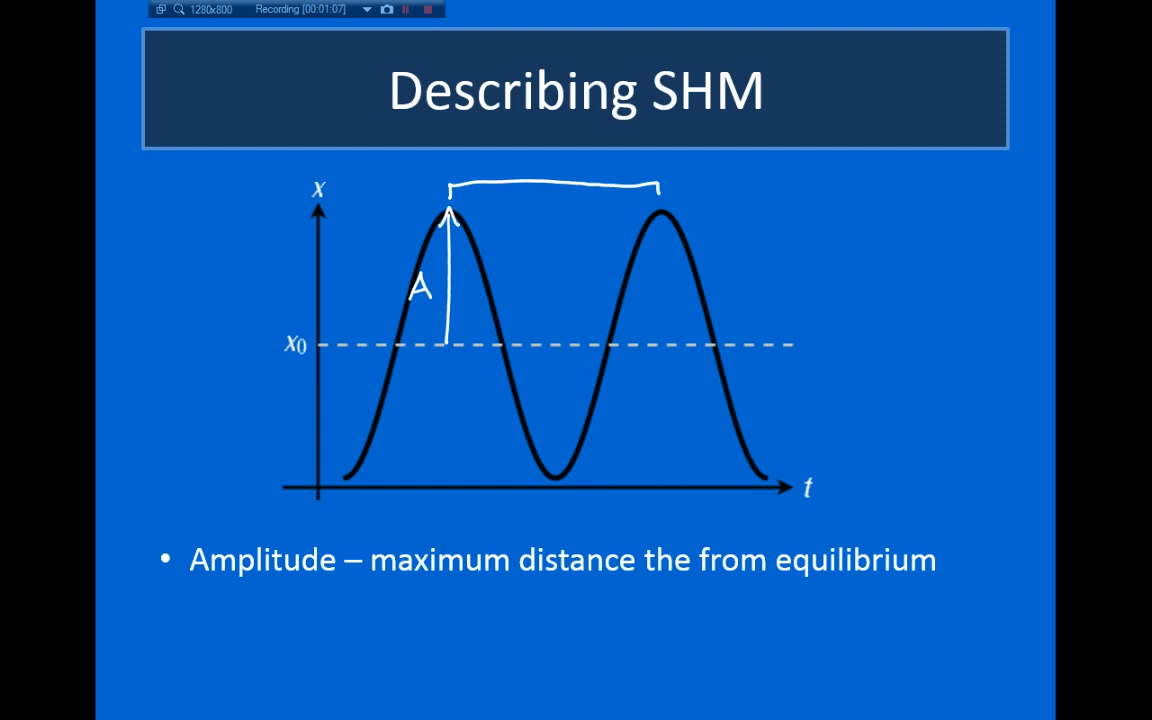 1280x800 Recording [00:01:07]
Describing SHM
x
A
x₀
t
• Amplitude – maximum distance the from equilibrium